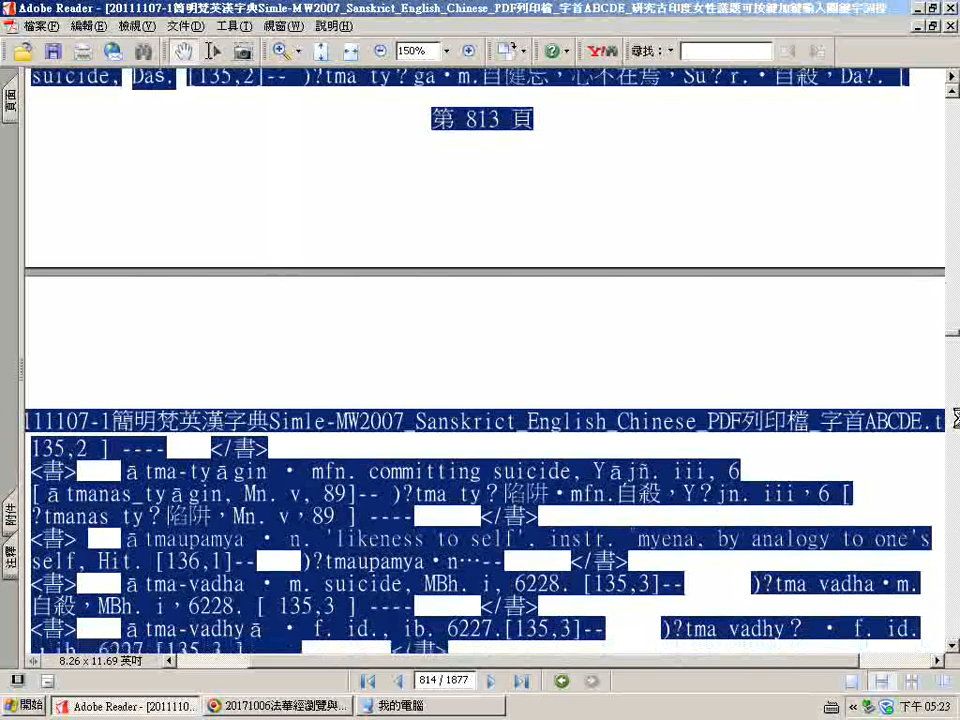 Adobe Reader - [20111107-1簡明梵英漢字典Simle-MW2007_Sanskrict_English_Chinese_PDF列印檔_字首ABCDE_研究古印度女性議題可按鍵加鍵輸入關鍵字詞搜
檔案(F) 編輯(E) 檢視(V) 文件(D) 工具(T) 視窗(W) 說明(H)
150% Y! 尋找:
頁面
suicide, Daś. [135,2]-- )?tma ty?ga·m.自健忘，心不在焉，Su?r.·自殺，Da?. [
第 813 頁
111107-1簡明梵英漢字典Simle-MW2007_Sanskrict_English_Chinese_PDF列印檔_字首ABCDE.t
135,2 ] ---- </書>
<書> ātma-tyāgin · mfn. committing suicide, Yājñ. iii, 6
[ātmanas_tyāgin, Mn. v, 89]-- )?tma ty?陷阱·mfn.自殺，Y?jn. iii，6 [
?tmanas ty?陷阱，Mn. v，89 ] ---- </書>
<書> ātmaupamya · n. 'likeness to self'. instr. °myena. by analogy to one's
self, Hit. [136,1]-- )?tmaupamya·n…-- </書>
<書> ātma-vadha · m. suicide, MBh. i, 6228. [135,3]-- )?tma vadha·m.
自殺，MBh. i，6228. [ 135,3 ] ---- </書>
<書> ātma-vadhyā · f. id., ib. 6227.[135,3]-- )?tma vadhy? · f. id.
，ib. 6227.[135,3 ] </書>
附件
注釋
8.26 x 11.69 英吋
814 / 1877
開始 Adobe Reader - [2011110... 20171006法華經瀏覽與... 我的電腦 下午 05:23